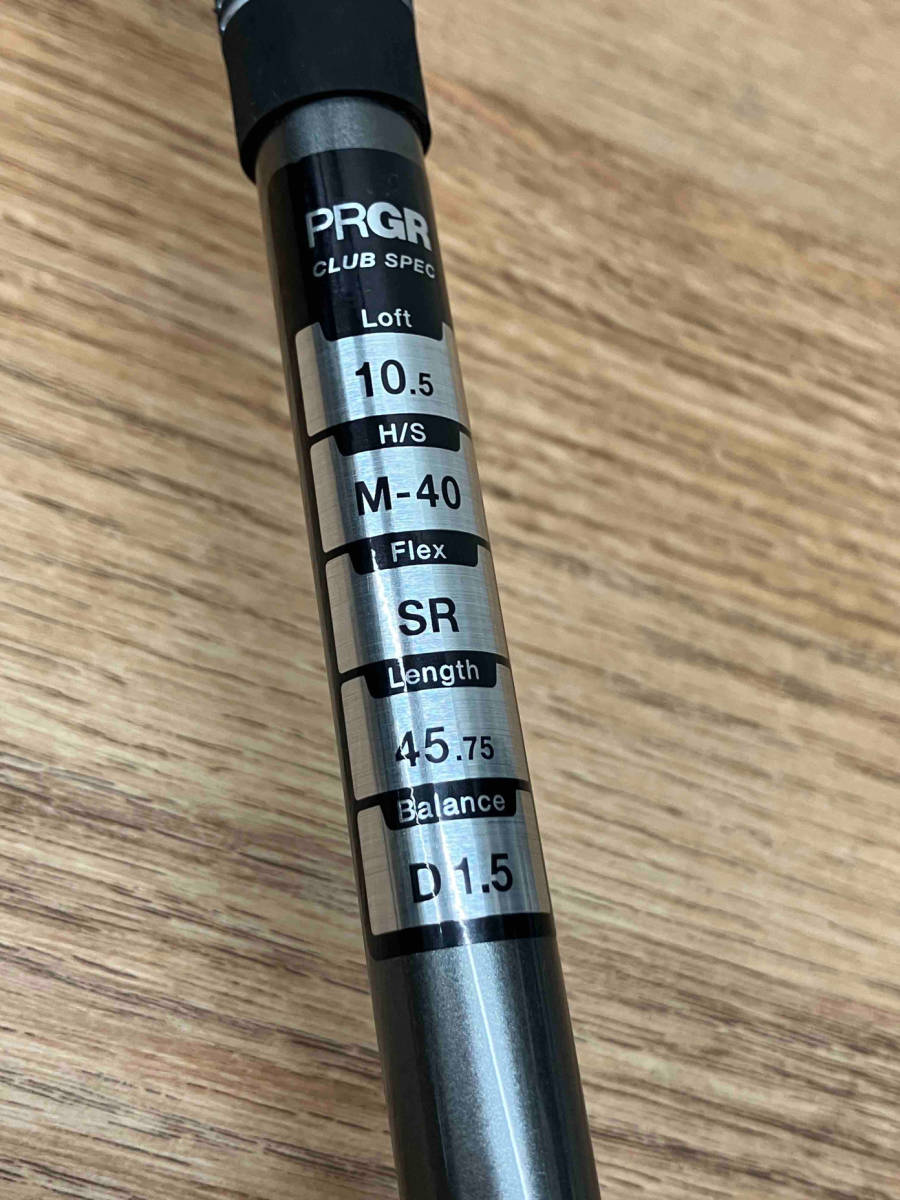 PRGR
CLUB SPEC
Loft
10.5
H/S
M-40
Flex
SR
Length
45.75
Balance
D1.5